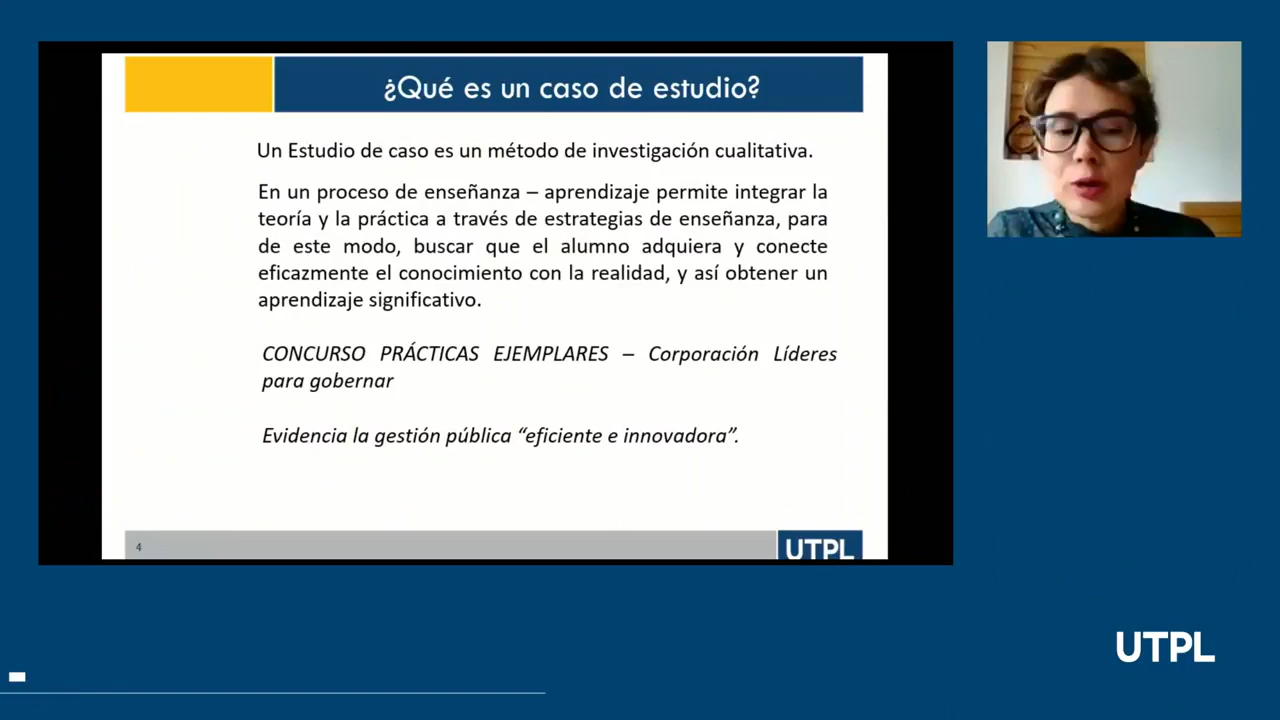 ¿Qué es un caso de estudio?
Un Estudio de caso es un método de investigación cualitativa.
En un proceso de enseñanza – aprendizaje permite integrar la
teoría y la práctica a través de estrategias de enseñanza, para
de este modo, buscar que el alumno adquiera y conecte
eficazmente el conocimiento con la realidad, y así obtener un
aprendizaje significativo.
CONCURSO PRÁCTICAS EJEMPLARES – Corporación Líderes
para gobernar
Evidencia la gestión pública “eficiente e innovadora”.
4
UTPL
UTPL